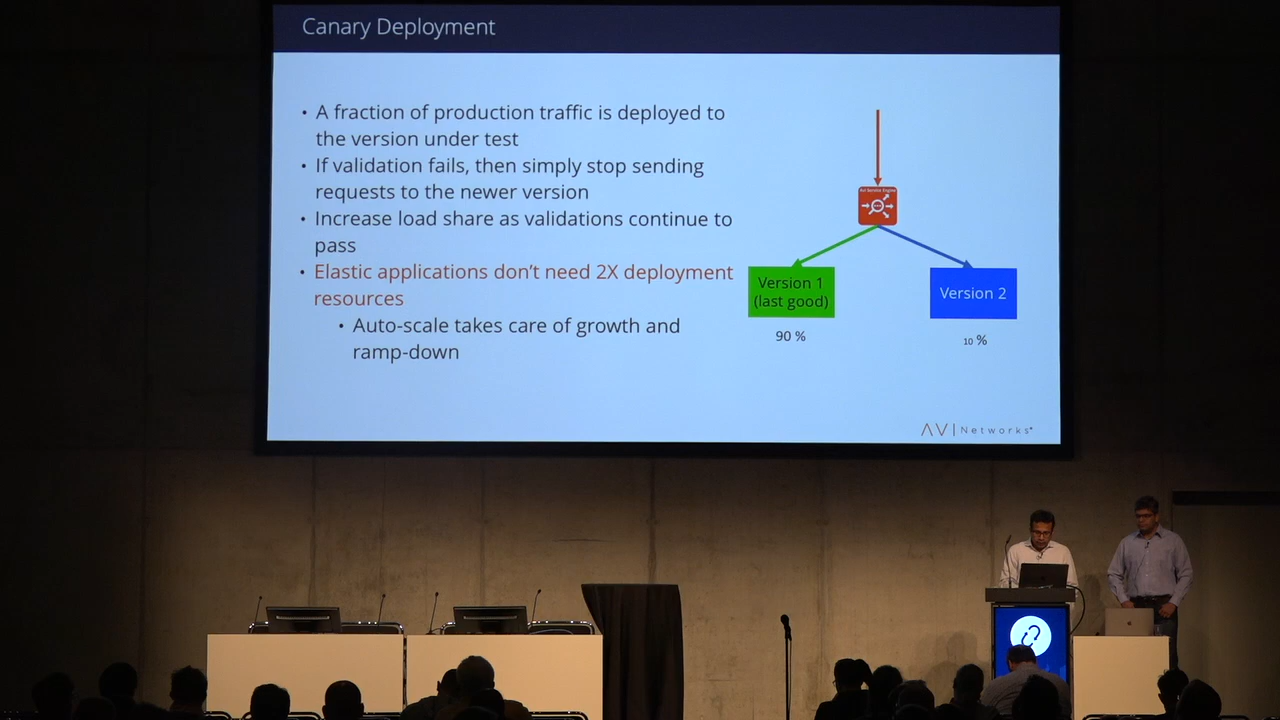 Canary Deployment
• A fraction of production traffic is deployed to
the version under test
• If validation fails, then simply stop sending
requests to the newer version
• Increase load share as validations continue to
pass
• Elastic applications don't need 2X deployment
resources
• Auto-scale takes care of growth and
ramp-down
Avi Service Engine
Version 1
(last good)
90 %
Version 2
10 %
AVI | Networks